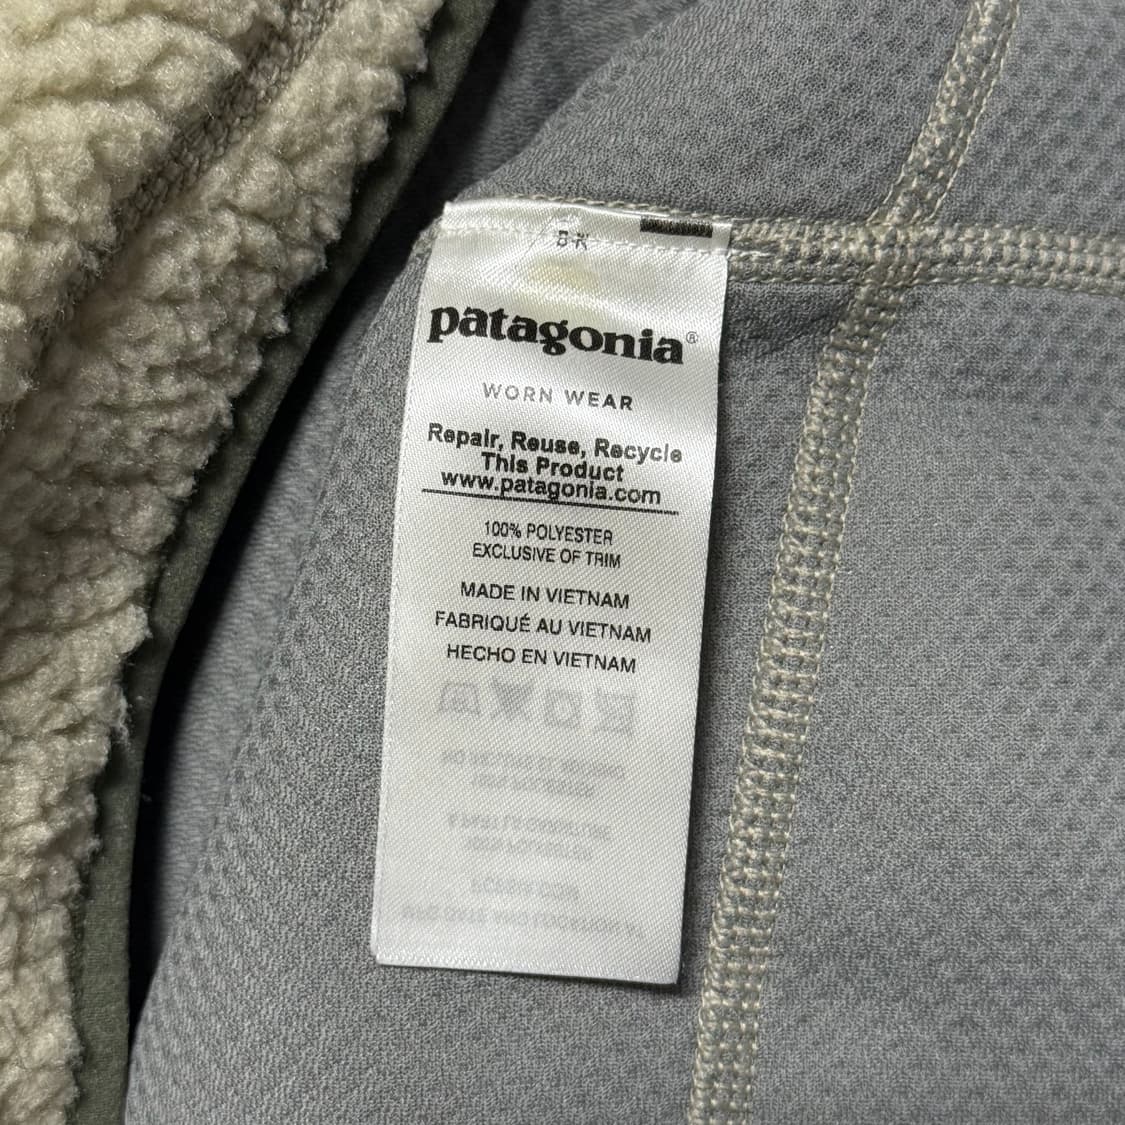 patagonia®
WORN WEAR
Repair, Reuse, Recycle
This Product
www.patagonia.com
100% POLYESTER
EXCLUSIVE OF TRIM
MADE IN VIETNAM
FABRIQUÉ AU VIETNAM
HECHO EN VIETNAM